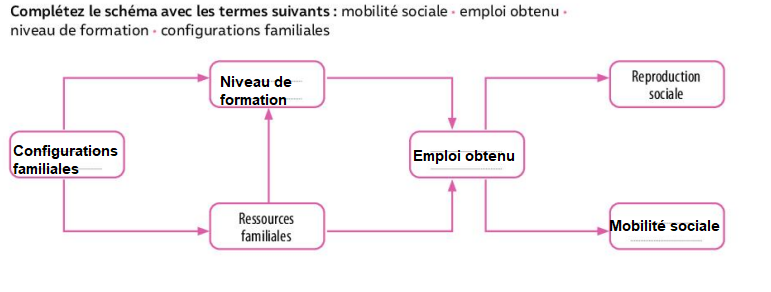 Complétez le schéma avec les termes suivants : mobilité sociale • emploi obtenu •
niveau de formation • configurations familiales
Niveau de
formation
Reproduction
sociale
Configurations
familiales
Emploi obtenu
Ressources
familiales
Mobilité sociale